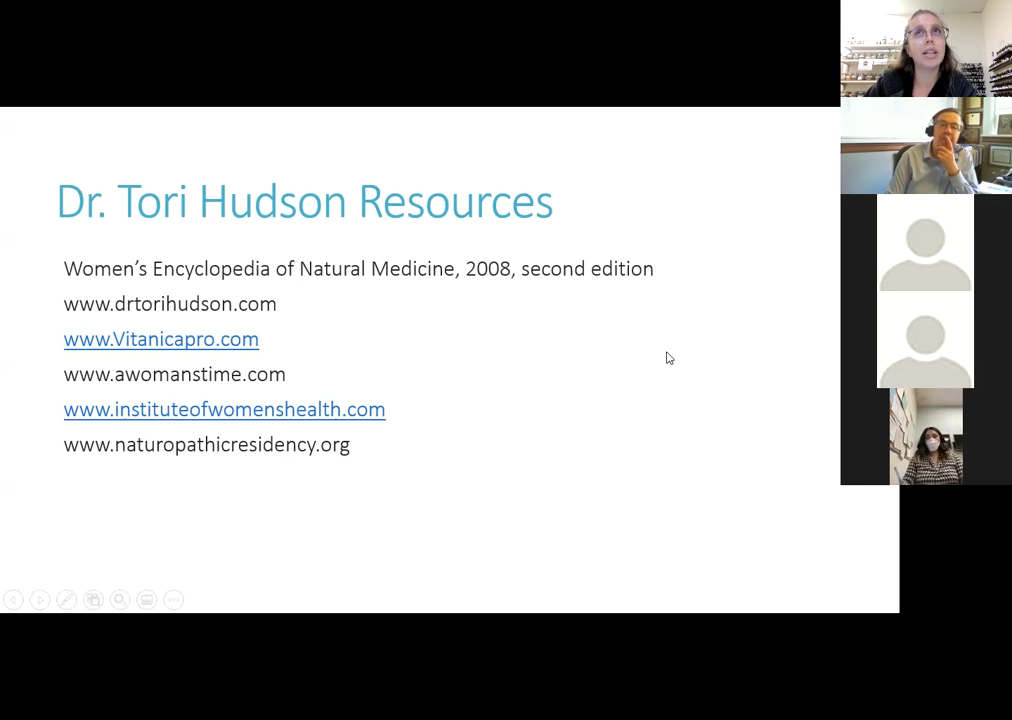 Dr. Tori Hudson Resources
Women’s Encyclopedia of Natural Medicine, 2008, second edition
www.drtorihudson.com
www.Vitanicapro.com
www.awomanstime.com
www.instituteofwomenshealth.com
www.naturopathicresidency.org